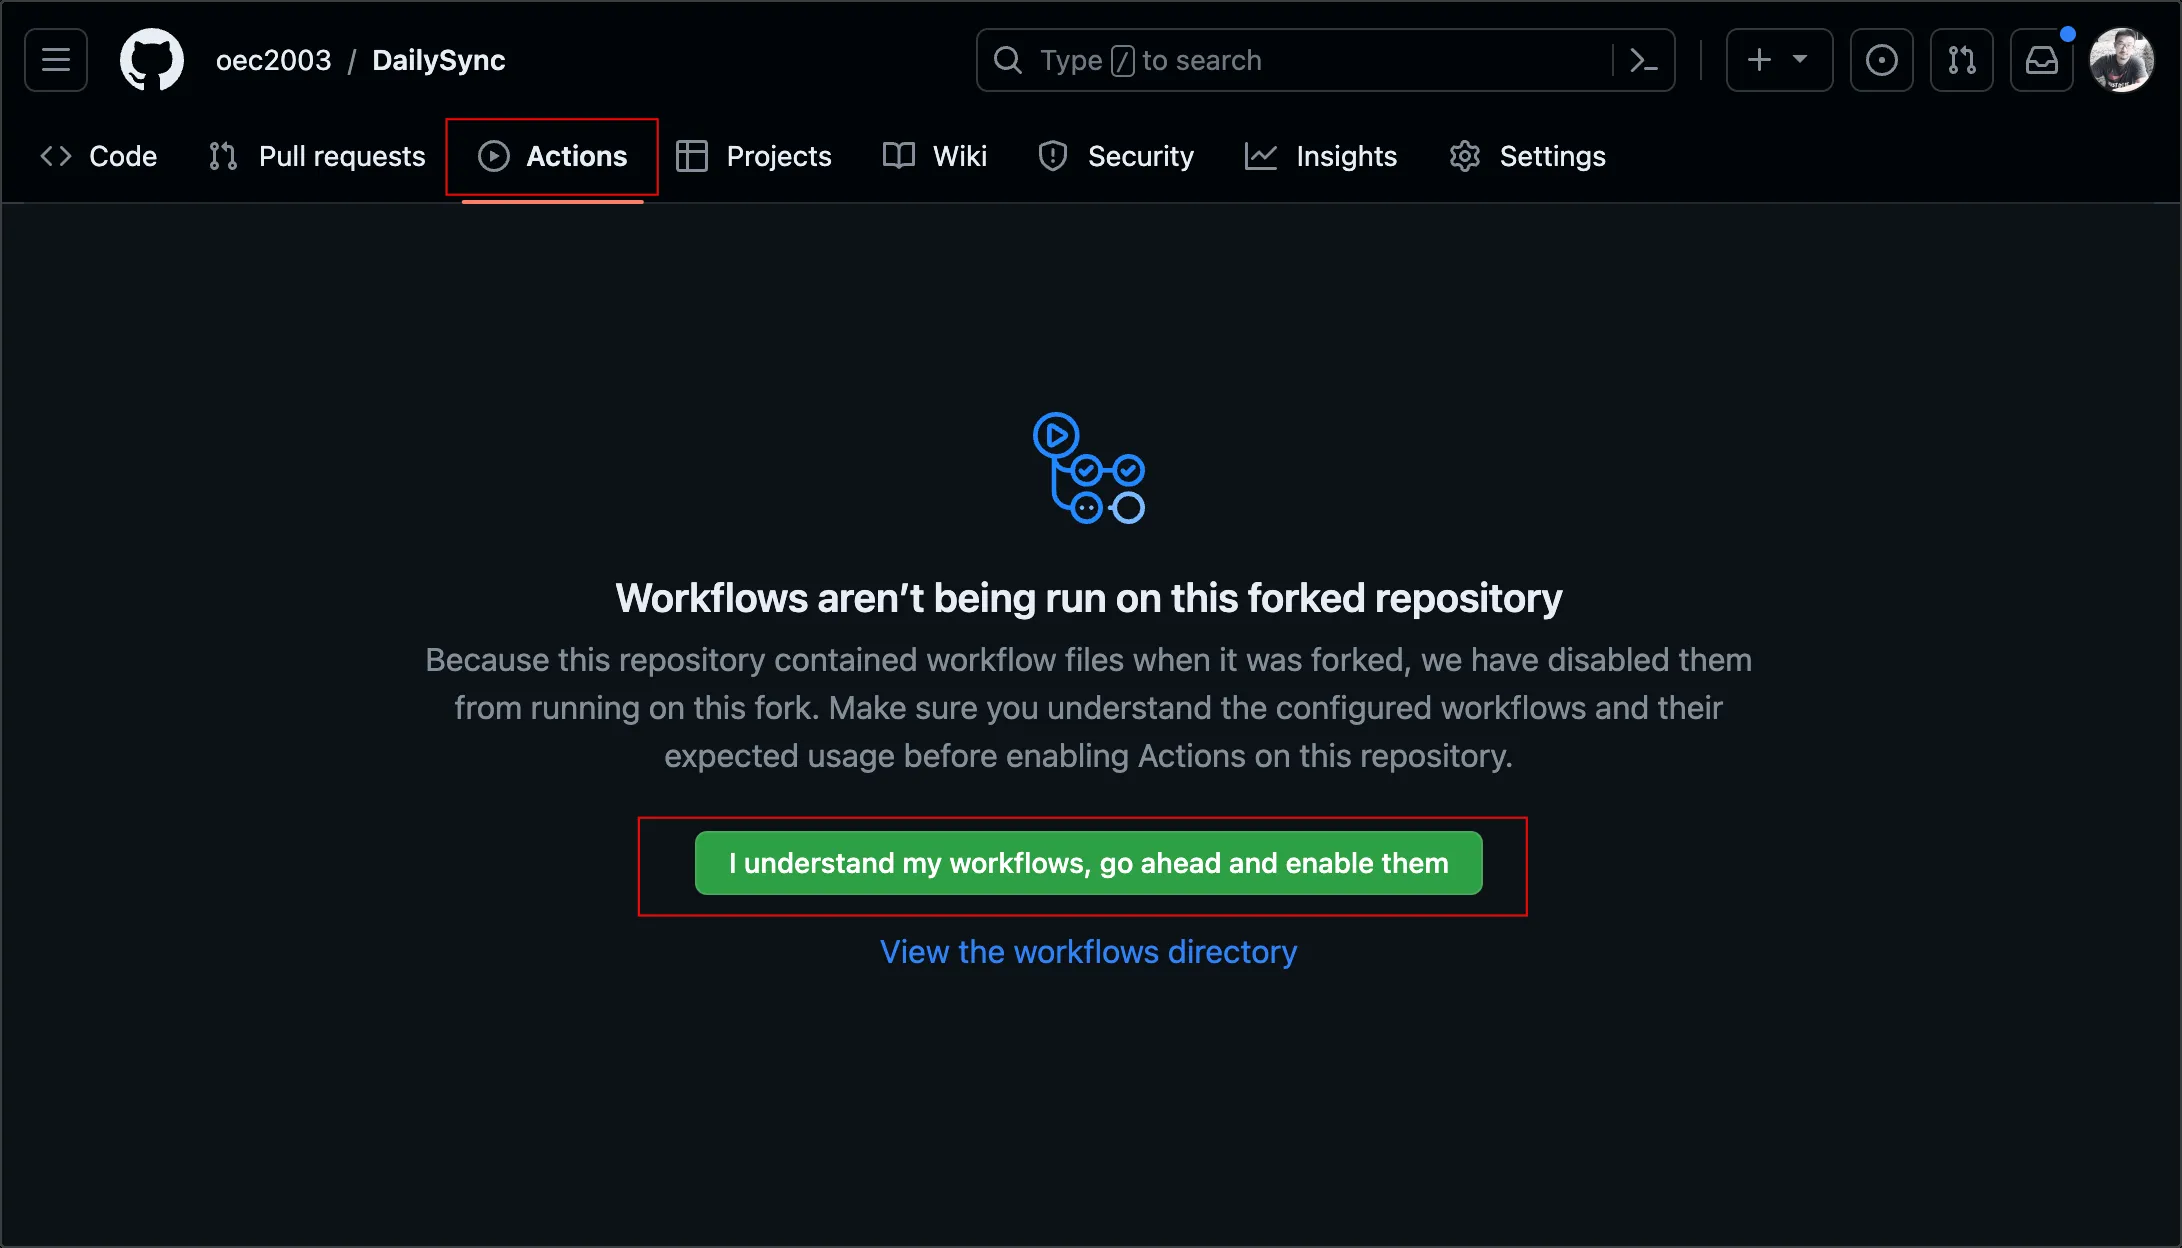 oec2003 / DailySync
Type / to search
Code
Pull requests
Actions
Projects
Wiki
Security
Insights
Settings
Workflows aren’t being run on this forked repository
Because this repository contained workflow files when it was forked, we have disabled them
from running on this fork. Make sure you understand the configured workflows and their
expected usage before enabling Actions on this repository.
I understand my workflows, go ahead and enable them
View the workflows directory